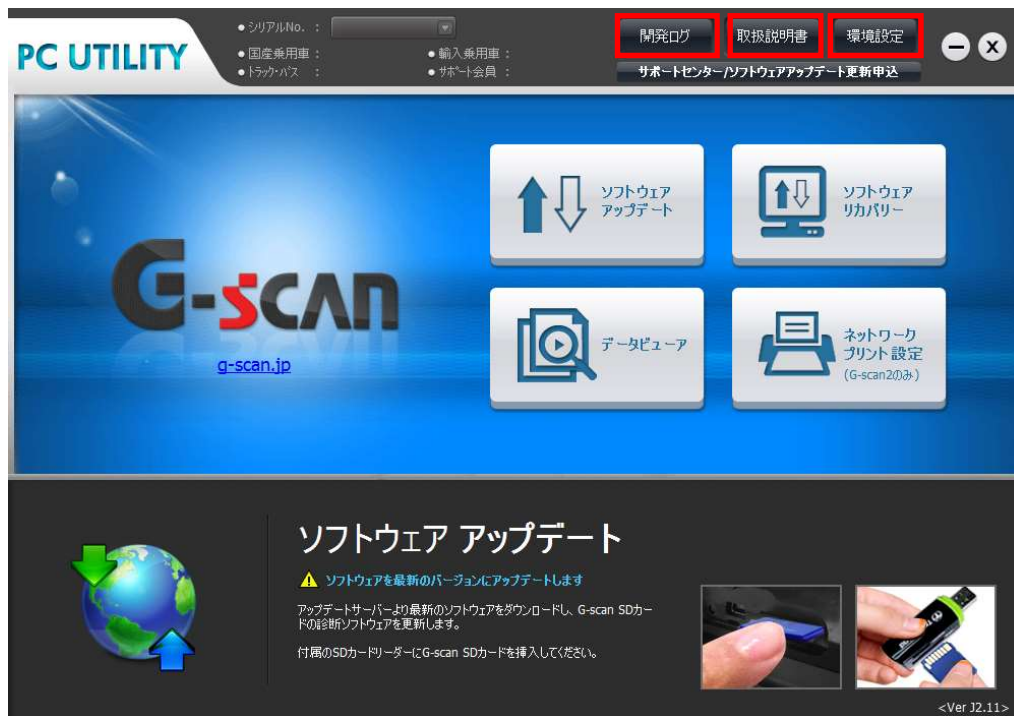 PC UTILITY
● シリアルNo. :
● 国産乗用車 :
● 輸入乗用車 :
● トラック・バス :
● サポート会員 :
開発ログ
取扱説明書
環境設定
サポートセンター/ソフトウェアアップデート更新申込
G-scan
g-scan.jp
ソフトウェア
アップデート
ソフトウェア
リカバリー
データビューア
ネットワーク
プリント設定
(G-scan2のみ)
ソフトウェア アップデート
ソフトウェアを最新のバージョンにアップデートします
アップデートサーバーより最新のソフトウェアをダウンロードし、G-scan SDカー
ドの診断ソフトウェアを更新します。
付属のSDカードリーダーにG-scan SDカードを挿入してください。
<Ver J2.11>